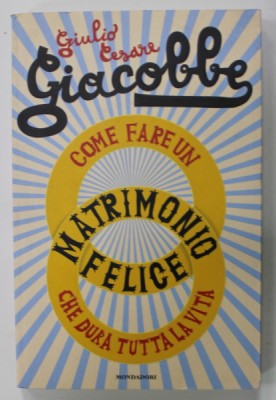 Giulio
Cesare
Giacobbe
COME FARE UN
MATRIMONIO
FELICE
CHE DURA TUTTA LA VITA
MONDADORI